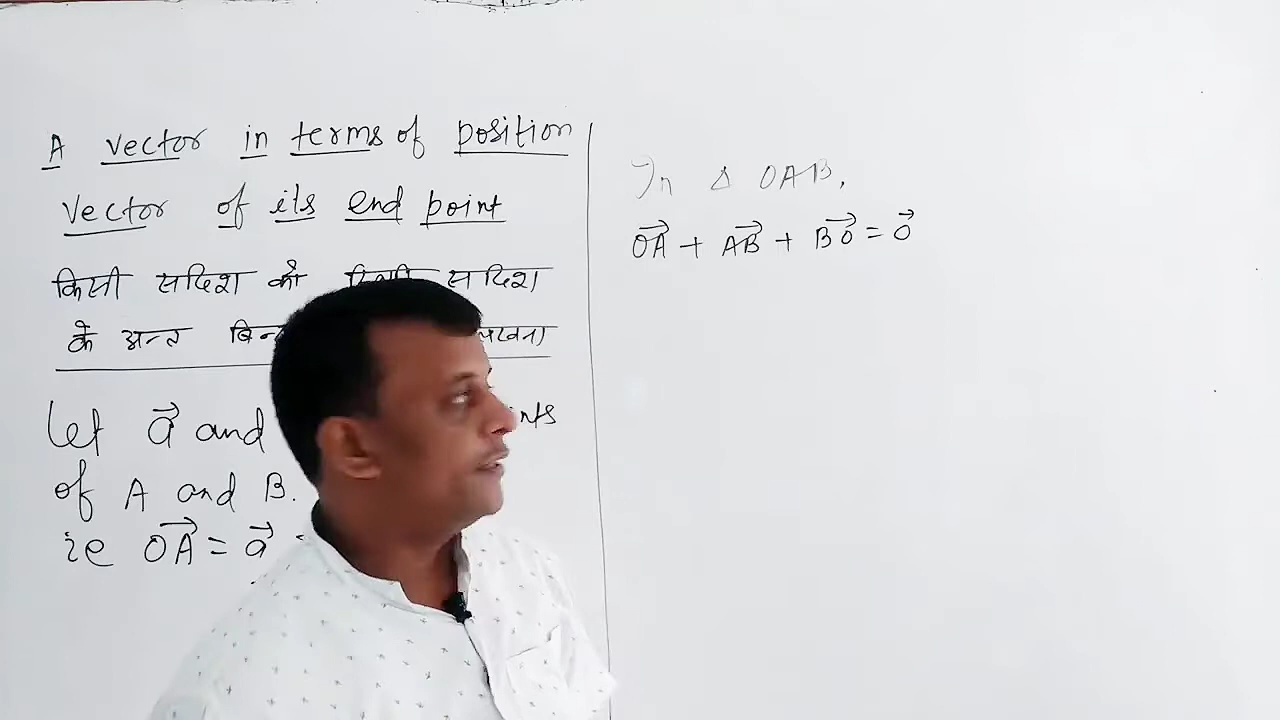 A vector in terms of position
vector of its end point
किसी सदिश को सदिश
के अन्त
Let a⃗ and
of A and B.
ie OA⃗ = a⃗
In Δ OAB,
OA⃗ + AB⃗ + BO⃗ = 0⃗